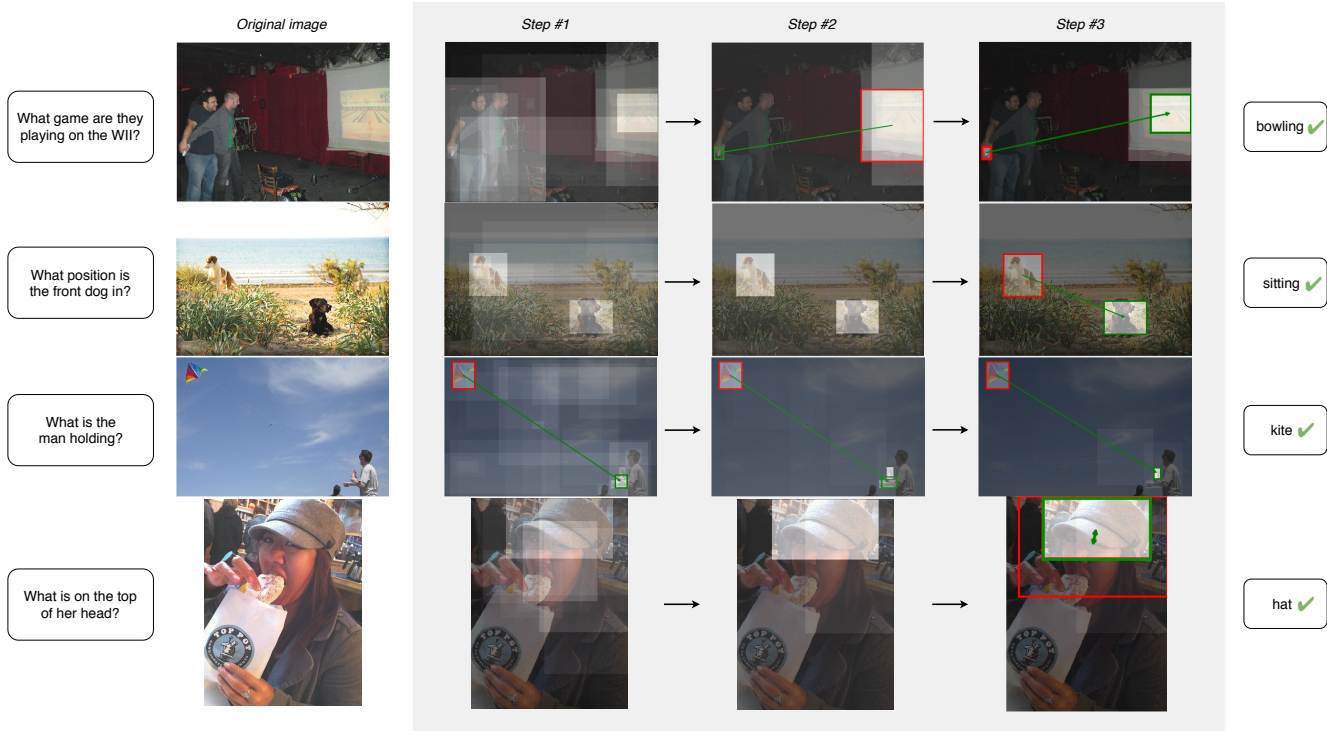 Original image
Step #1
Step #2
Step #3
What game are they
playing on the WII?
bowling
What position is
the front dog in?
sitting
What is the
man holding?
kite
What is on the top
of her head?
TOP POT
hat